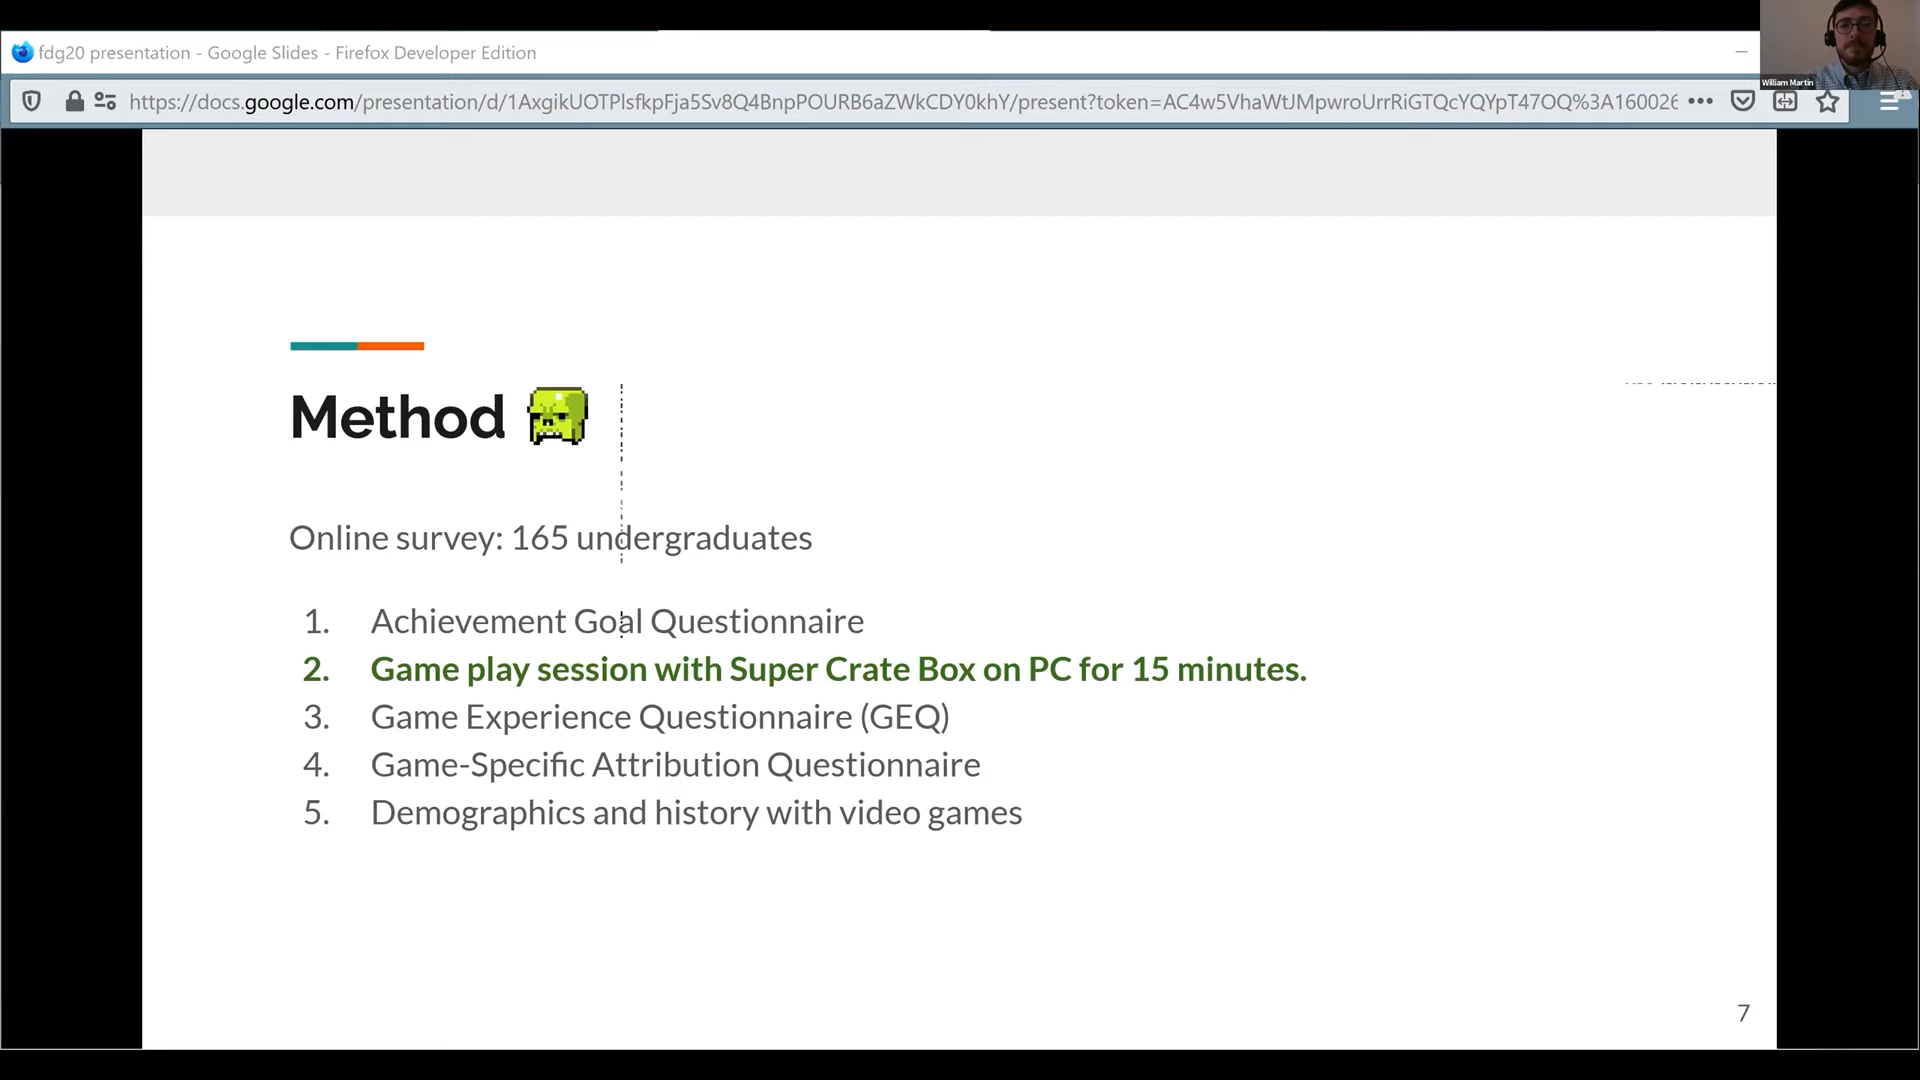 fdg20 presentation - Google Slides - Firefox Developer Edition
William Martin
https://docs.google.com/presentation/d/1AxgikUOTPlsfkpFja5Sv8Q4BnpPOURB6aZWkCDY0khY/present?token=AC4w5VhaWtJMpwroUrrRiGTQcYQYpT47OQ%3A160026
Method
Online survey: 165 undergraduates
1. Achievement Goal Questionnaire
2. Game play session with Super Crate Box on PC for 15 minutes.
3. Game Experience Questionnaire (GEQ)
4. Game-Specific Attribution Questionnaire
5. Demographics and history with video games
7